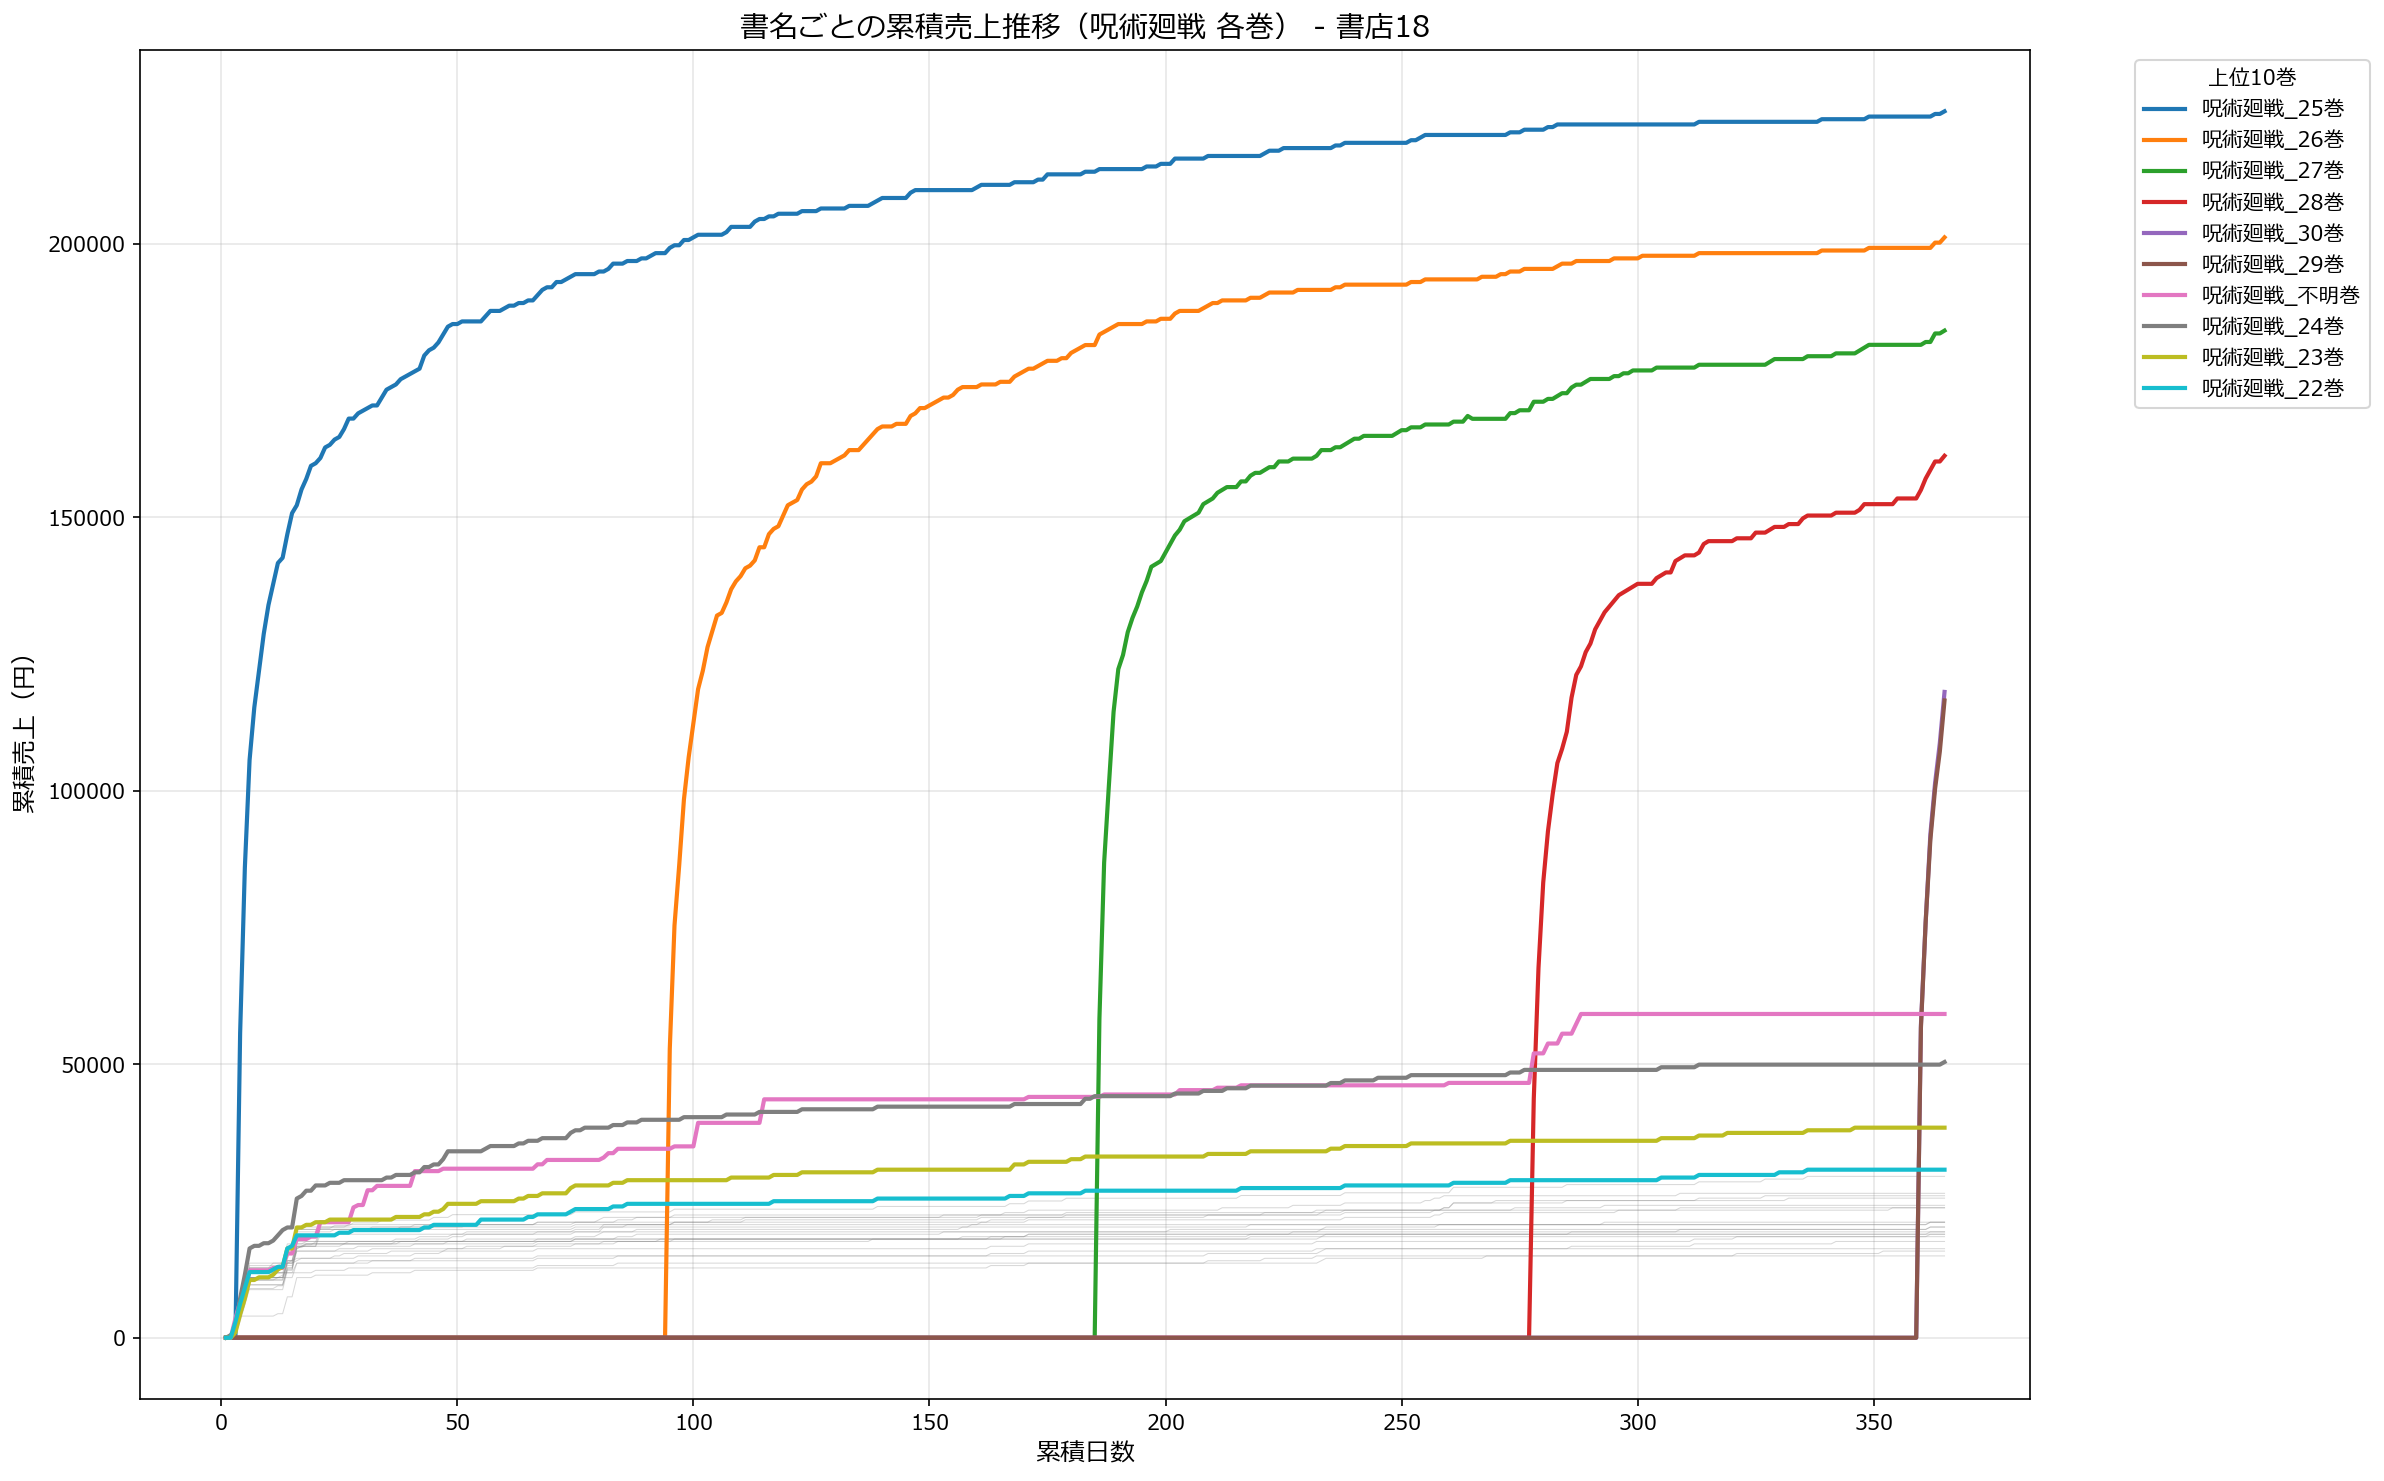 書名ごとの累積売上推移（呪術廻戦 各巻） - 書店18
上位10巻
呪術廻戦_25巻
呪術廻戦_26巻
呪術廻戦_27巻
呪術廻戦_28巻
呪術廻戦_30巻
呪術廻戦_29巻
呪術廻戦_不明巻
呪術廻戦_24巻
呪術廻戦_23巻
呪術廻戦_22巻
累積売上（円）
200000
150000
100000
50000
0
0 50 100 150 200 250 300 350
累積日数